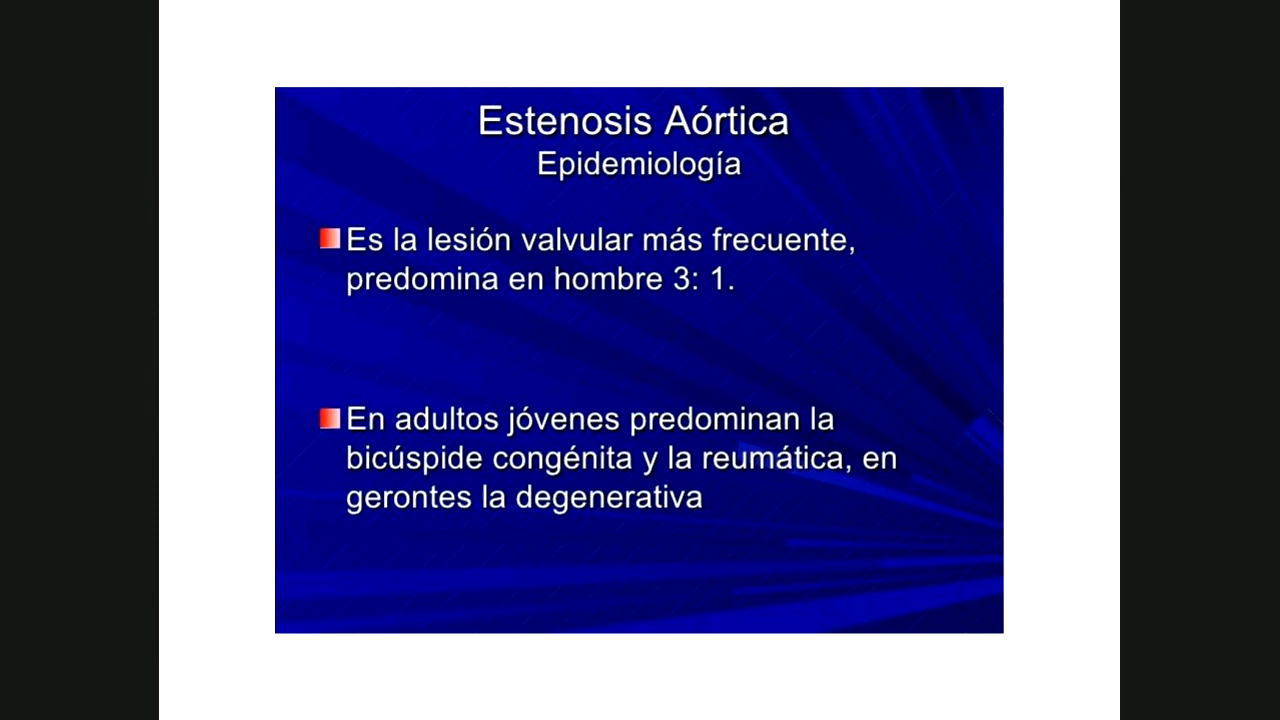 Estenosis Aórtica
Epidemiología
Es la lesión valvular más frecuente,
predomina en hombre 3: 1.
En adultos jóvenes predominan la
bicúspide congénita y la reumática, en
gerontes la degenerativa